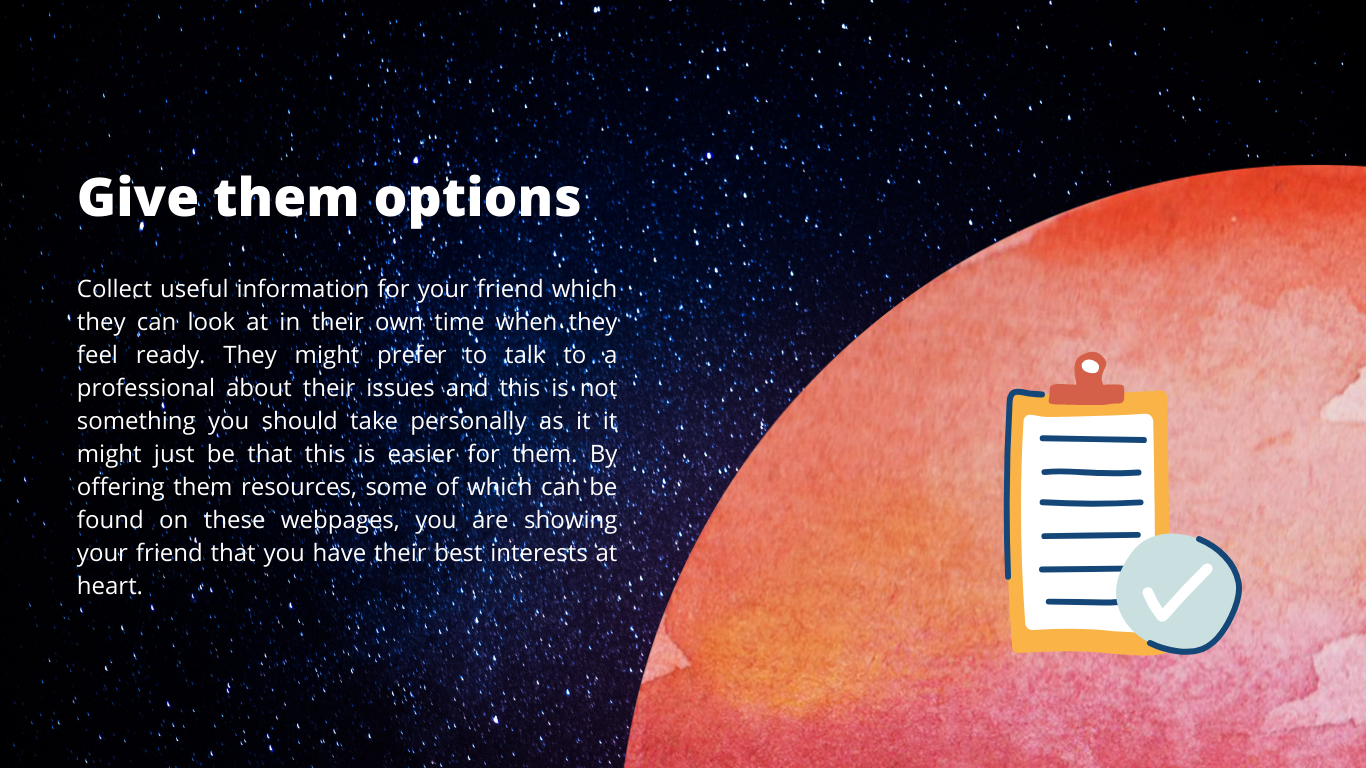 Give them options
Collect useful information for your friend which
they can look at in their own time when they
feel ready. They might prefer to talk to a
professional about their issues and this is not
something you should take personally as it it
might just be that this is easier for them. By
offering them resources, some of which can be
found on these webpages, you are showing
your friend that you have their best interests at
heart.